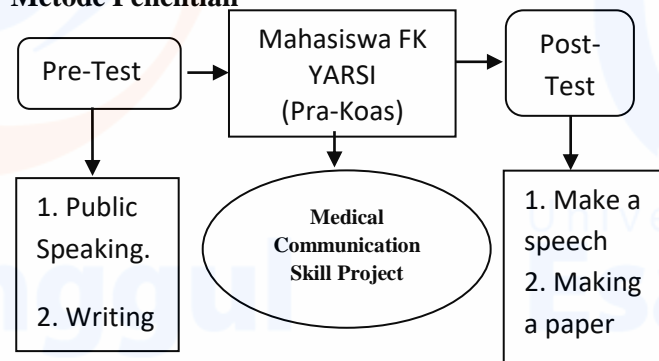 Metode Penelitian
Pre-Test
Mahasiswa FK
YARSI
(Pra-Koas)
Post-
Test
1. Public
Speaking.
2. Writing
Medical
Communication
Skill Project
1. Make a
speech
2. Making
a paper